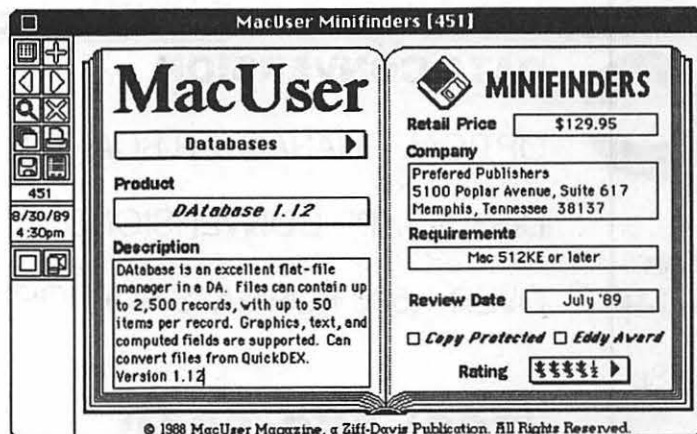 MacUser Minifinders [451]
MacUser
Databases
Product
DAtabase 1.12
Description
DAtabase is an excellent flat-file
manager in a DA. Files can contain up
to 2,500 records, with up to 50
items per record. Graphics, text, and
computed fields are supported. Can
convert files from QuickDEX.
Version 1.12
MINIFINDERS
Retail Price $129.95
Company
Prefered Publishers
5100 Poplar Avenue, Suite 617
Memphis, Tennessee 38137
Requirements
Mac 512KE or later
Review Date July '89
Copy Protected Eddy Award
Rating
451
8/30/89
4:30pm
© 1988 MacUser Magazine, a Ziff-Davis Publication. All Rights Reserved.